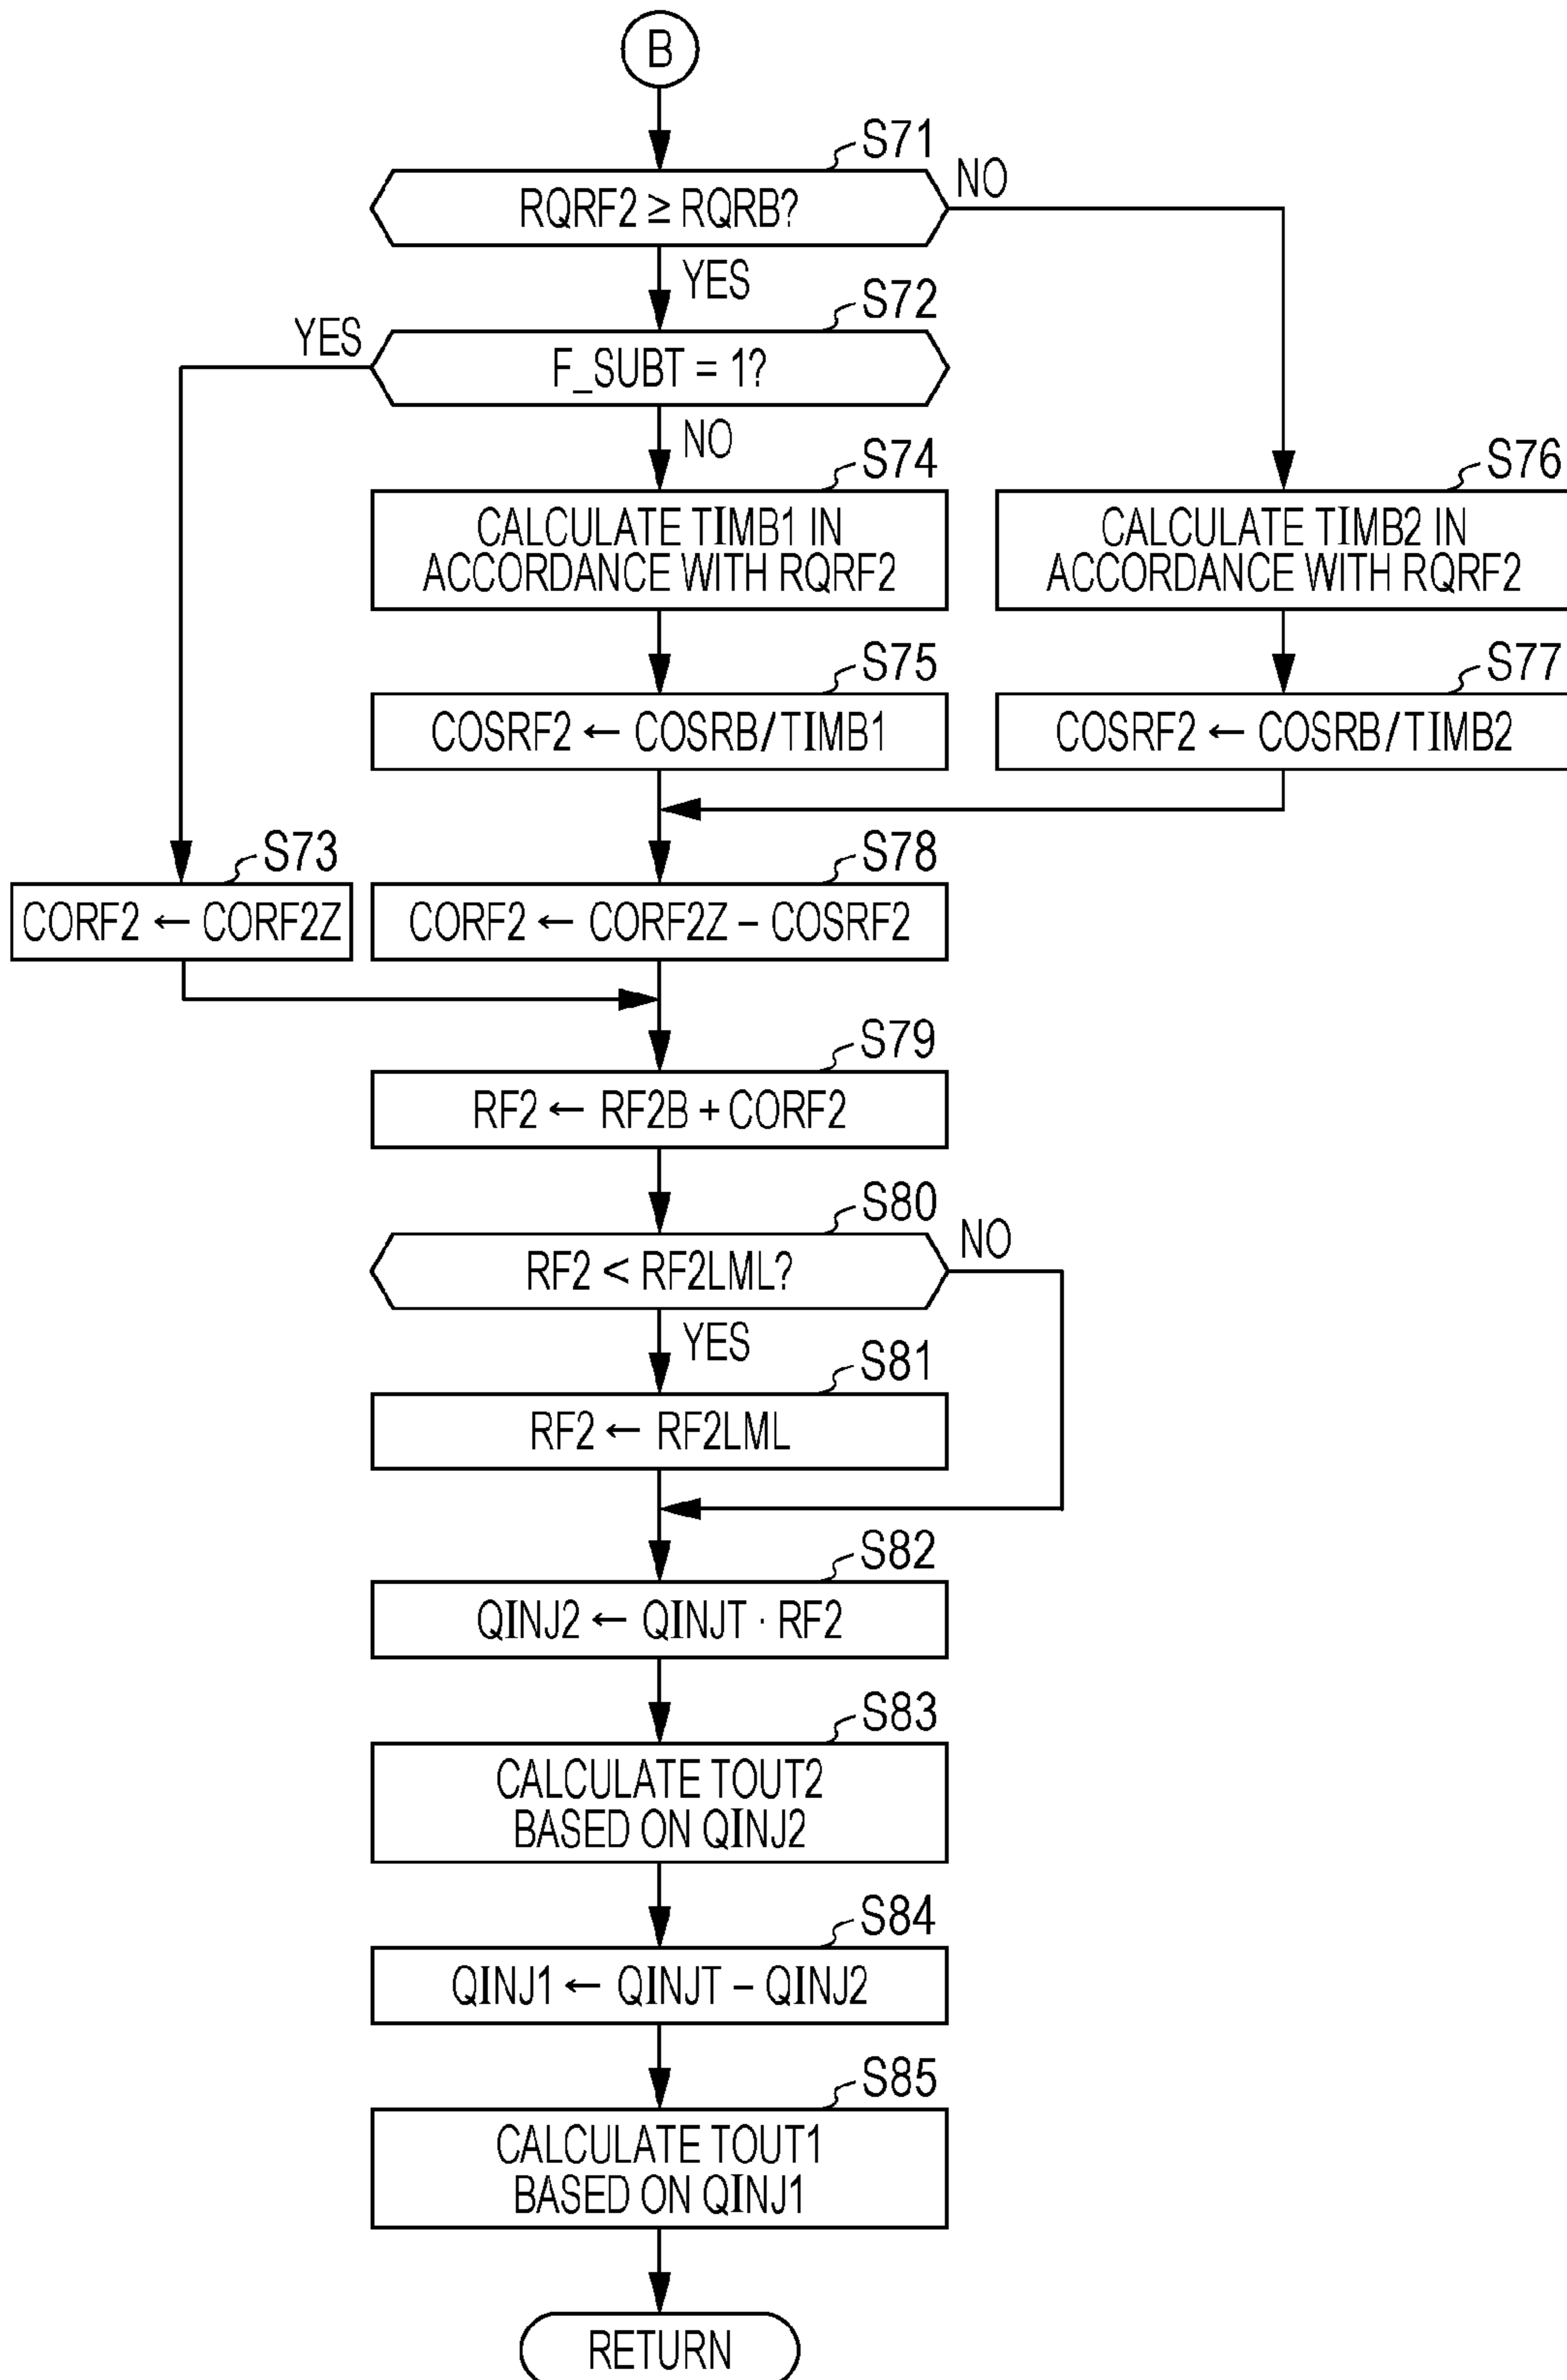 B
S71
RQRF2 ≥ RQRB?
NO
YES
S72
YES
F_SUBT = 1?
NO
S74
CALCULATE TIMB1 IN
ACCORDANCE WITH RQRF2
S76
CALCULATE TIMB2 IN
ACCORDANCE WITH RQRF2
S75
COSRF2 ← COSRB/TIMB1
S77
COSRF2 ← COSRB/TIMB2
S73
CORF2 ← CORF2Z
S78
CORF2 ← CORF2Z – COSRF2
S79
RF2 ← RF2B + CORF2
S80
RF2 < RF2LML?
NO
YES
S81
RF2 ← RF2LML
S82
QINJ2 ← QINJT · RF2
S83
CALCULATE TOUT2
BASED ON QINJ2
S84
QINJ1 ← QINJT – QINJ2
S85
CALCULATE TOUT1
BASED ON QINJ1
RETURN